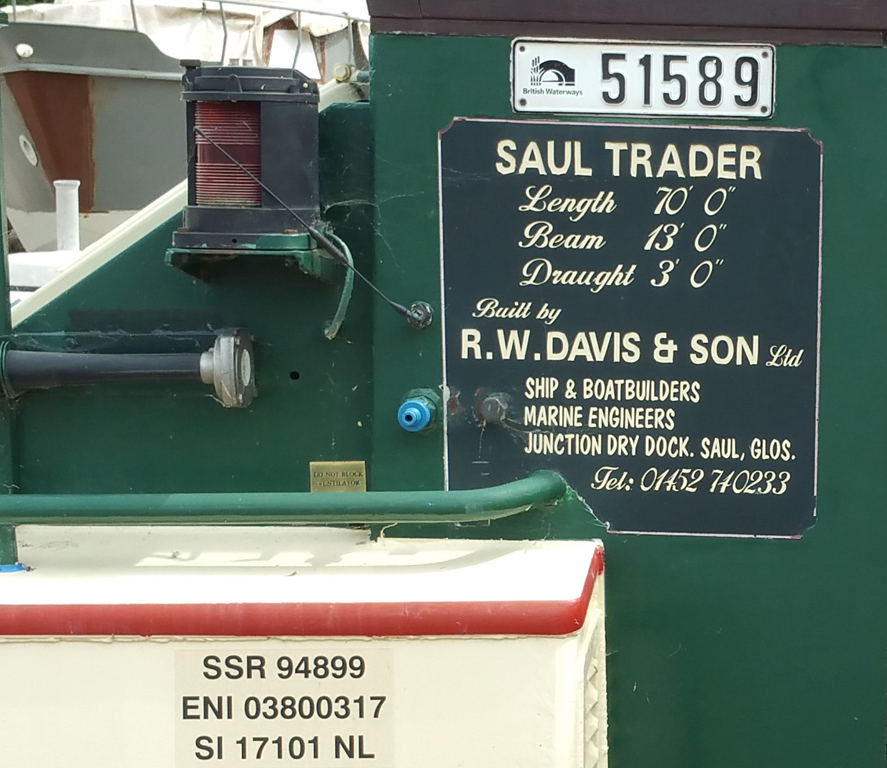 British Waterways
51589
SAUL TRADER
Length 70' 0"
Beam 13' 0"
Draught 3' 0"
Built by
R.W. DAVIS & SON Ltd
SHIP & BOATBUILDERS
MARINE ENGINEERS
JUNCTION DRY DOCK. SAUL, GLOS.
Tel: 01452 740233
DO NOT BLOCK
VENTILATOR
SSR 94899
ENI 03800317
SI 17101 NL